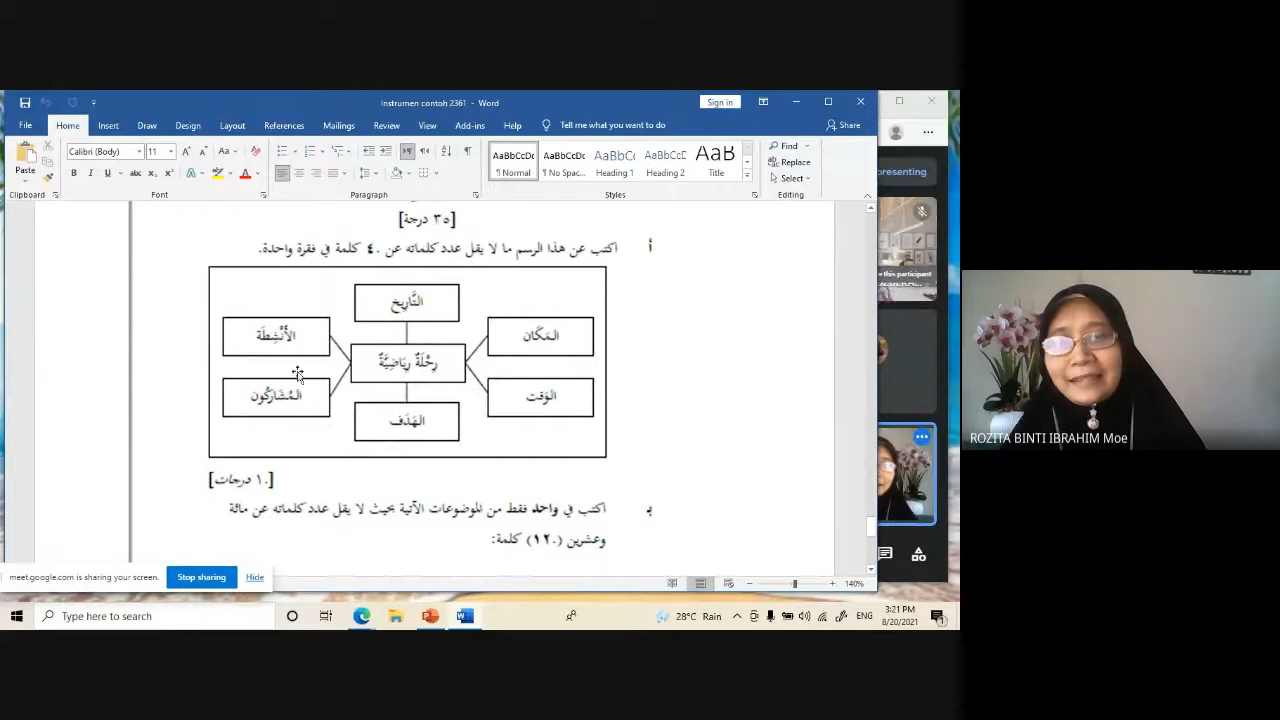 Instrumen contoh 2361 - Word
Sign in
File Home Insert Draw Design Layout References Mailings Review View Add-ins Help Tell me what you want to do Share
Paste
Calibri (Body) 11
AaBbCcDc AaBbCcDc AaBbCc AaBbCcE AaB
¶ Normal ¶ No Spac... Heading 1 Heading 2 Title
Find
Replace
Select
Clipboard Font Paragraph Styles Editing
presenting
[٣٥ درجة]
أ اكتب عن هذا الرسم ما لا يقل عدد كلماته عن ٤٠ كلمة في فقرة واحدة.
التَّارِيخ
المَكَان
الأَنْشِطَة
رِحْلَةٌ رِيَاضِيَّةٌ
الوَقت
المُشَارَكُون
الهَدَف
[١٠ درجات]
ب اكتب في واحد فقط من الموضوعات الآتية بحيث لا يقل عدد كلماته عن مائة
وعشرين (١٢٠) كلمة:
this participant
ROZITA BINTI IBRAHIM Moe
meet.google.com is sharing your screen. Stop sharing Hide
140%
Type here to search
28°C Rain
ENG
3:21 PM
8/20/2021